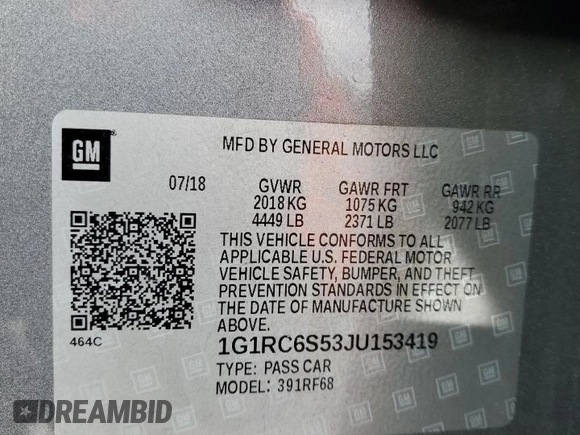 GM
MFD BY GENERAL MOTORS LLC
07/18 GVWR GAWR FRT GAWR RR
2018 KG 1075 KG 942 KG
4449 LB 2371 LB 2077 LB
THIS VEHICLE CONFORMS TO ALL
APPLICABLE U.S. FEDERAL MOTOR
VEHICLE SAFETY, BUMPER, AND THEFT
PREVENTION STANDARDS IN EFFECT ON
THE DATE OF MANUFACTURE SHOWN
ABOVE.
464C
1G1RC6S53JU153419
TYPE: PASS CAR
MODEL: 391RF68
DREAMBID